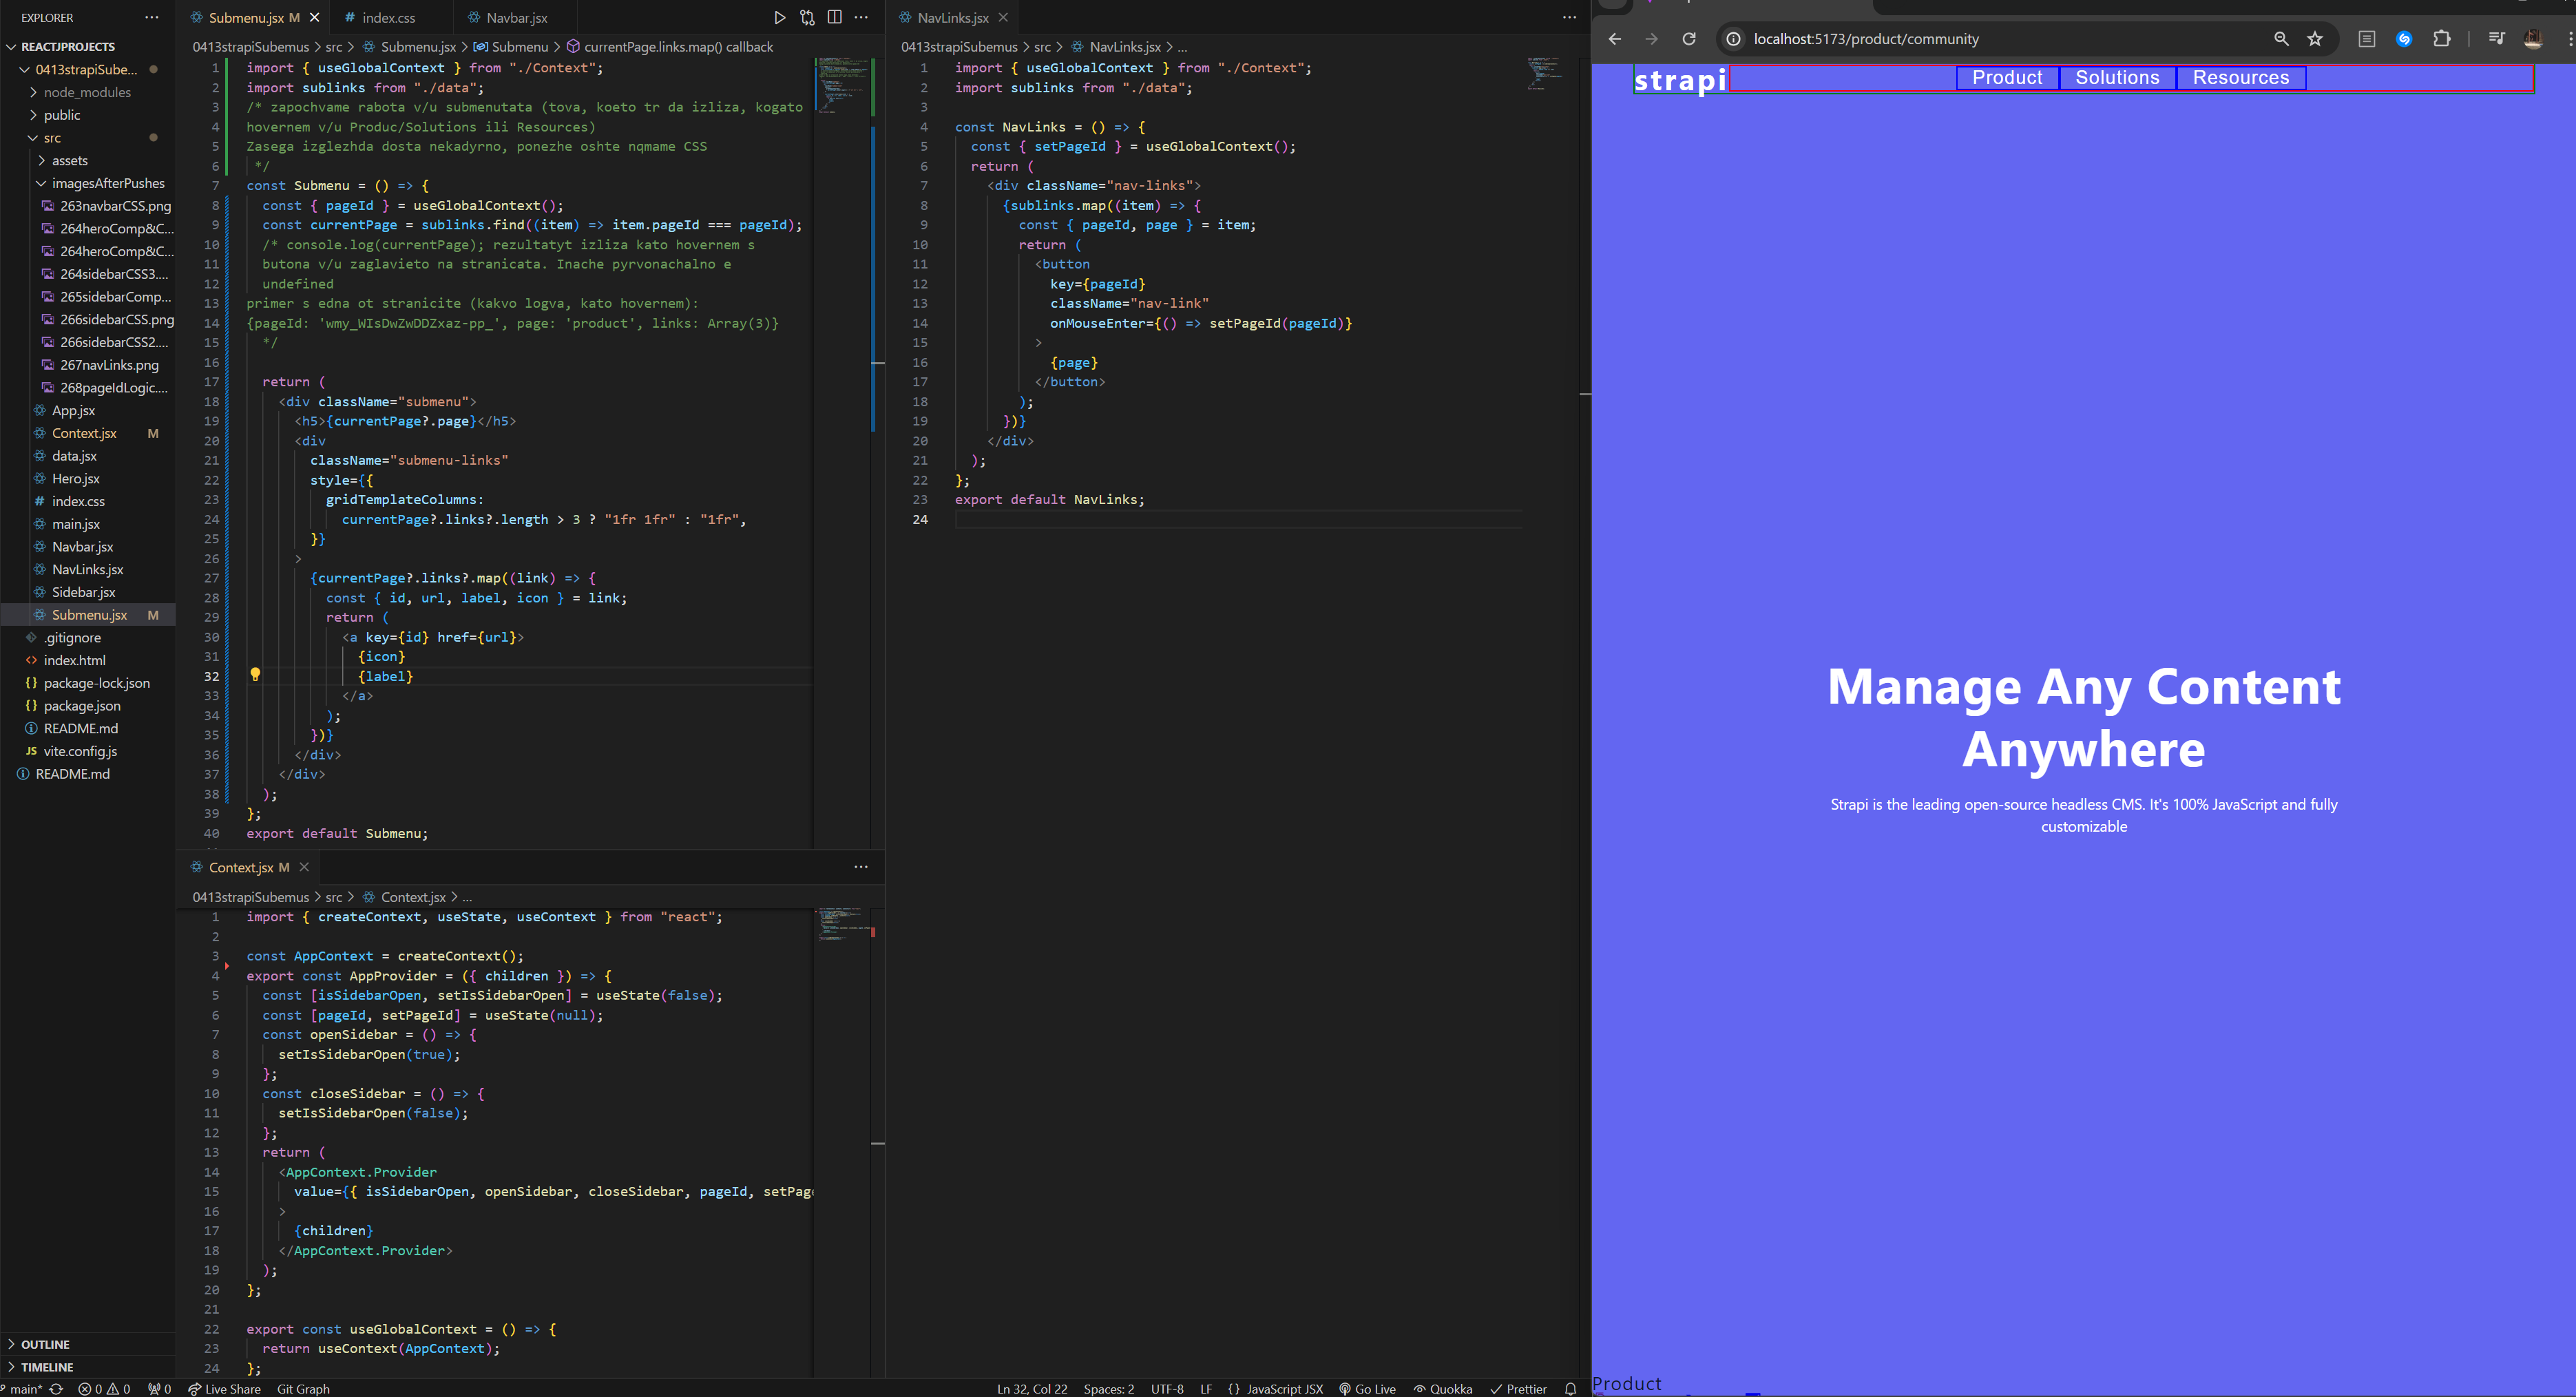 EXPLORER
REACTJPROJECTS
0413strapiSube...
node_modules
public
src
assets
imagesAfterPushes
263navbarCSS.png
264heroComp&C...
264heroComp&C...
264sidebarCSS3....
265sidebarComp...
266sidebarCSS.png
266sidebarCSS2....
267navLinks.png
268pageIdLogic....
App.jsx
Context.jsx M
data.jsx
Hero.jsx
index.css
main.jsx
Navbar.jsx
NavLinks.jsx
Sidebar.jsx
Submenu.jsx M
.gitignore
index.html
package-lock.json
package.json
README.md
vite.config.js
README.md
OUTLINE
TIMELINE
Submenu.jsx M
index.css
Navbar.jsx
0413strapiSubemus > src > Submenu.jsx > Submenu > currentPage.links.map() callback
1 import { useGlobalContext } from "./Context";
2 import sublinks from "./data";
3 /* zapochvame rabota v/u submenutata (tova, koeto tr da izliza, kogato
4 hovernem v/u Produc/Solutions ili Resources)
5 Zasega izglezhda dosta nekadyrno, ponezhe oshte nqmame CSS
6 */
7 const Submenu = () => {
8 const { pageId } = useGlobalContext();
9 const currentPage = sublinks.find((item) => item.pageId === pageId);
10 /* console.log(currentPage); rezultatyt izliza kato hovernem s
11 butona v/u zaglavieto na stranicata. Inache pyrvonachalno e
12 undefined
13 primer s edna ot stranicite (kakvo logva, kato hovernem):
14 {pageId: 'wmy_WIsDwZwDDZxaz-pp_', page: 'product', links: Array(3)}
15 */
16
17 return (
18 <div className="submenu">
19 <h5>{currentPage?.page}</h5>
20 <div
21 className="submenu-links"
22 style={{
23 gridTemplateColumns:
24 currentPage?.links?.length > 3 ? "1fr 1fr" : "1fr",
25 }}
26 >
27 {currentPage?.links?.map((link) => {
28 const { id, url, label, icon } = link;
29 return (
30 <a key={id} href={url}>
31 {icon}
32 {label}
33 </a>
34 );
35 })}
36 </div>
37 </div>
38 );
39 };
40 export default Submenu;
Context.jsx M
0413strapiSubemus > src > Context.jsx > ...
1 import { createContext, useState, useContext } from "react";
2
3 const AppContext = createContext();
4 export const AppProvider = ({ children }) => {
5 const [isSidebarOpen, setIsSidebarOpen] = useState(false);
6 const [pageId, setPageId] = useState(null);
7 const openSidebar = () => {
8 setIsSidebarOpen(true);
9 };
10 const closeSidebar = () => {
11 setIsSidebarOpen(false);
12 };
13 return (
14 <AppContext.Provider
15 value={{ isSidebarOpen, openSidebar, closeSidebar, pageId, setPag
16 >
17 {children}
18 </AppContext.Provider>
19 );
20 };
21
22 export const useGlobalContext = () => {
23 return useContext(AppContext);
24 };
NavLinks.jsx
0413strapiSubemus > src > NavLinks.jsx > ...
1 import { useGlobalContext } from "./Context";
2 import sublinks from "./data";
3
4 const NavLinks = () => {
5 const { setPageId } = useGlobalContext();
6 return (
7 <div className="nav-links">
8 {sublinks.map((item) => {
9 const { pageId, page } = item;
10 return (
11 <button
12 key={pageId}
13 className="nav-link"
14 onMouseEnter={() => setPageId(pageId)}
15 >
16 {page}
17 </button>
18 );
19 })}
20 </div>
21 );
22 };
23 export default NavLinks;
24
main* 0 0 0 Live Share Git Graph
Ln 32, Col 22 Spaces: 2 UTF-8 LF {} JavaScript JSX Go Live Quokka Prettier
localhost:5173/product/community
strapi
Product Solutions Resources
Manage Any Content
Anywhere
Strapi is the leading open-source headless CMS. It's 100% JavaScript and fully
customizable
Product